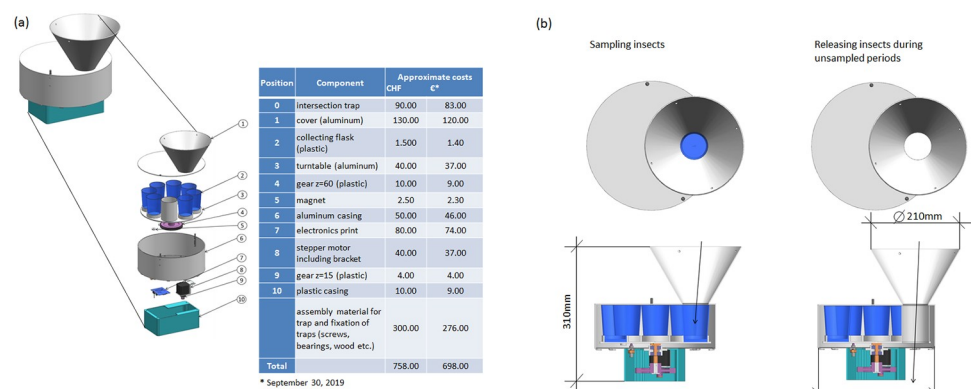 (a)
(b)
Sampling insects
Releasing insects during
unsampled periods
Position Component Approximate costs
CHF €*
0 intersection trap 90.00 83.00
1 cover (aluminum) 130.00 120.00
2 collecting flask
(plastic) 1.500 1.40
3 turntable (aluminum) 40.00 37.00
4 gear z=60 (plastic) 10.00 9.00
5 magnet 2.50 2.30
6 aluminum casing 50.00 46.00
7 electronics print 80.00 74.00
8 stepper motor
including bracket 40.00 37.00
9 gear z=15 (plastic) 4.00 4.00
10 plastic casing 10.00 9.00
assembly material for
trap and fixation of
traps (screws,
bearings, wood etc.) 300.00 276.00
Total 758.00 698.00
* September 30, 2019
1
2
3
4
5
6
7
8
9
10
∅ 210mm
310mm